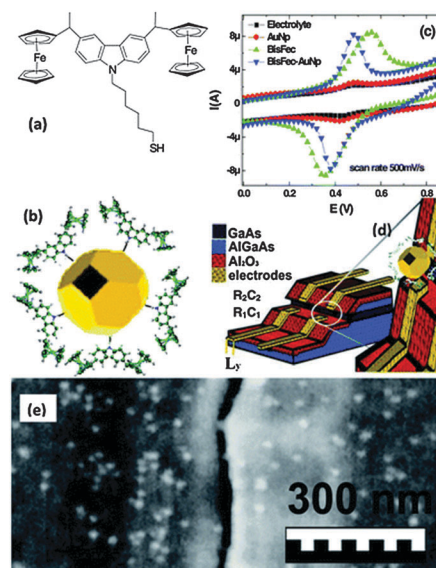 Fe
Fe
N
SH
(a)
(c)
Electrolyte
AuNp
BisFec
BisFec-AuNp
8µ
4µ
0
-4µ
-8µ
I(A)
scan rate 500mV/s
0.0 0.2 0.4 0.6 0.8
E (V)
(b)
(d)
GaAs
AlGaAs
Al₂O₃
electrodes
R₂C₂
R₁C₁
Ly
(e)
300 nm